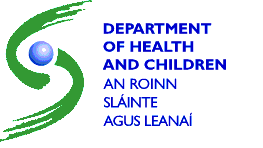 DEPARTMENT
OF HEALTH
AND CHILDREN
AN ROINN
SLÁINTE
AGUS LEANAÍ